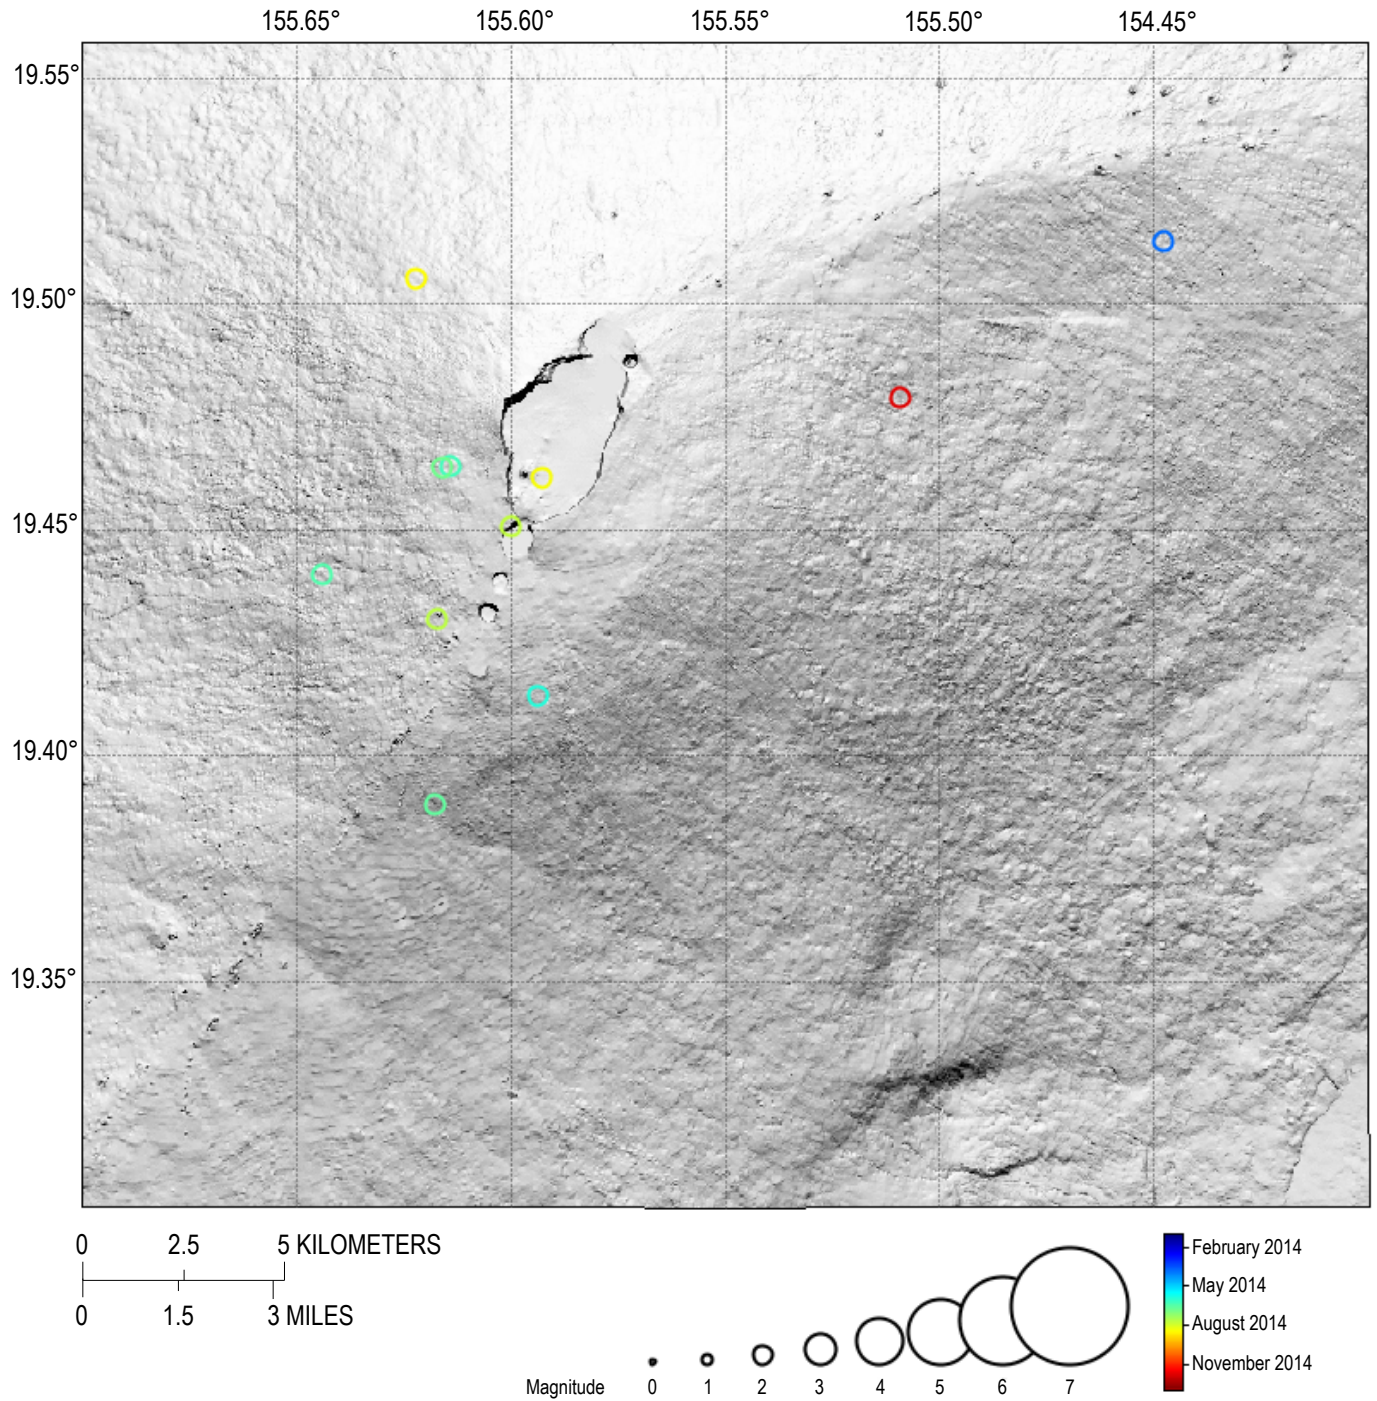 155.65° 155.60° 155.55° 155.50° 154.45°
19.55°
19.50°
19.45°
19.40°
19.35°
0 2.5 5 KILOMETERS
0 1.5 3 MILES
Magnitude 0 1 2 3 4 5 6 7
February 2014
May 2014
August 2014
November 2014